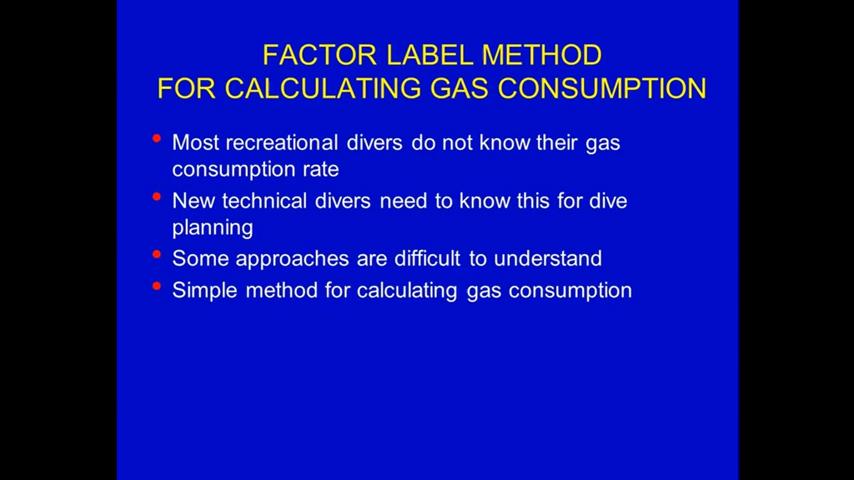 FACTOR LABEL METHOD
FOR CALCULATING GAS CONSUMPTION
• Most recreational divers do not know their gas
consumption rate
• New technical divers need to know this for dive
planning
• Some approaches are difficult to understand
• Simple method for calculating gas consumption